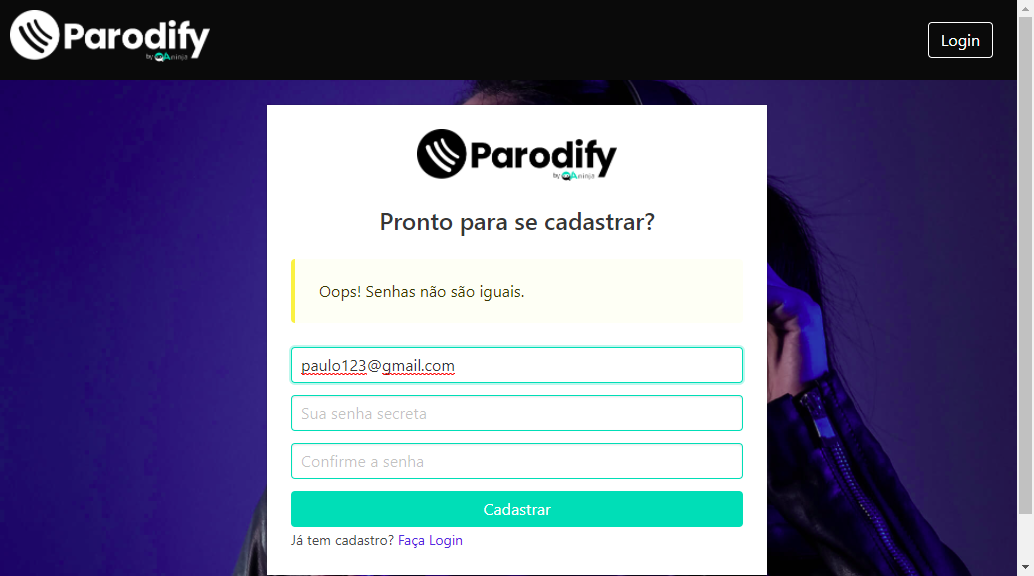 Parodify
by QAninja
Login
Parodify
by QAninja
Pronto para se cadastrar?
Oops! Senhas não são iguais.
paulo123@gmail.com
Sua senha secreta
Confirme a senha
Cadastrar
Já tem cadastro? Faça Login